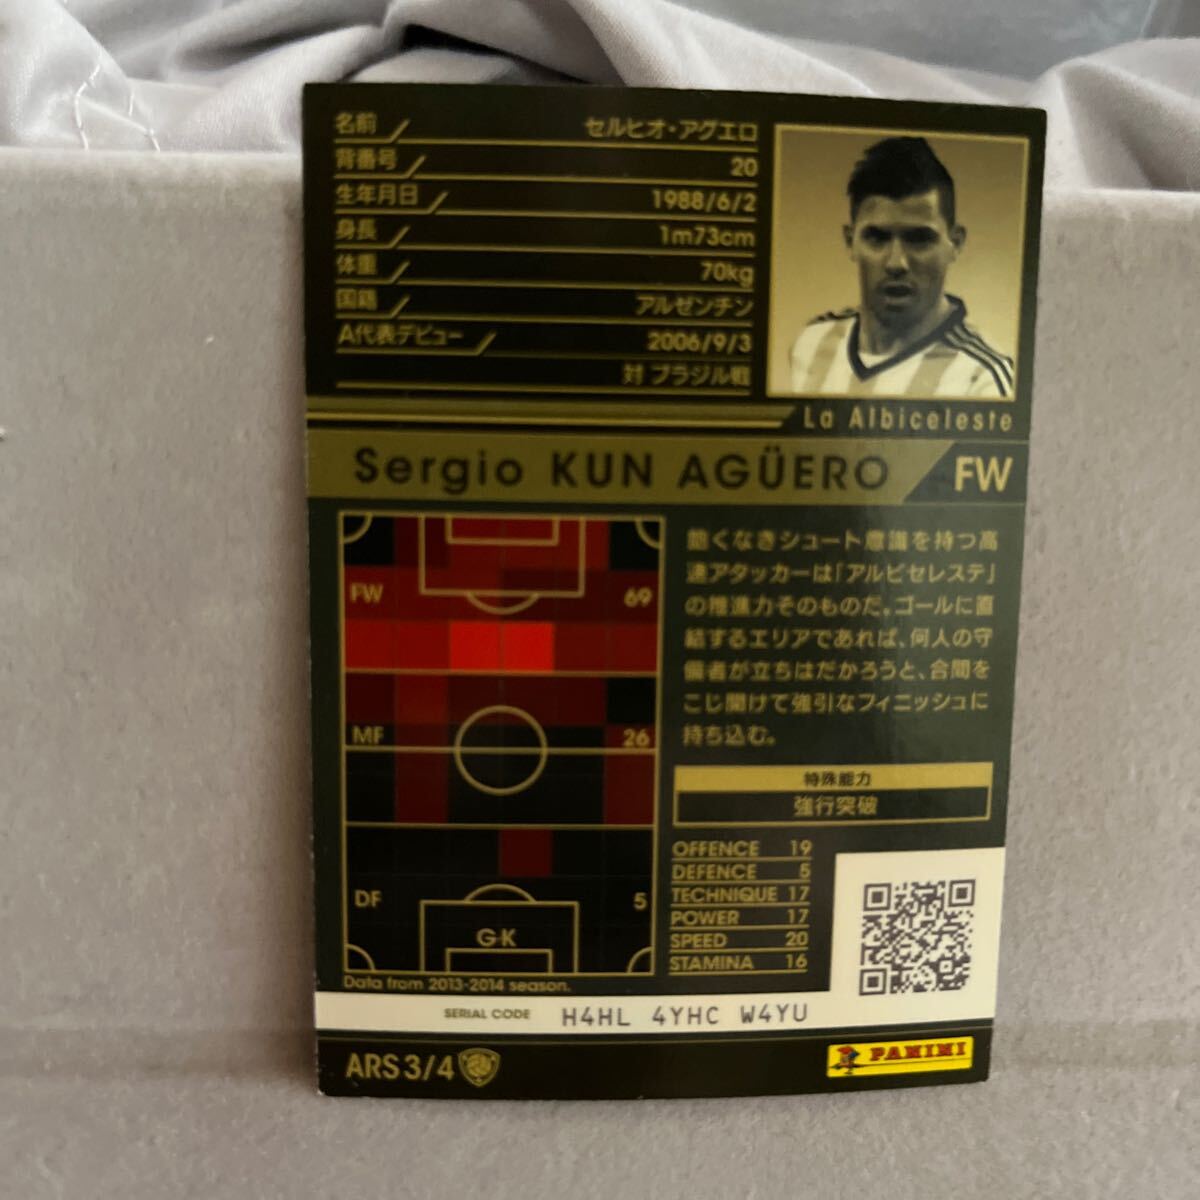 名前 セルヒオ・アグエロ
背番号 20
生年月日 1988/6/2
身長 1m73cm
体重 70kg
国籍 アルゼンチン
A代表デビュー 2006/9/3
対 ブラジル戦
La Albiceleste
Sergio KUN AGÜERO FW
飽くなきシュート意識を持つ高
速アタッカーは「アルビセレステ」
の推進力そのものだ。ゴールに直
結するエリアであれば、何人の守
備者が立ちはだかろうと、合間を
こじ開けて強引なフィニッシュに
持ち込む。
FW 69
MF 26
DF 5
GK
Data from 2013-2014 season.
特殊能力
強行突破
OFFENCE 19
DEFENCE 5
TECHNIQUE 17
POWER 17
SPEED 20
STAMINA 16
SERIAL CODE H4HL 4YHC W4YU
ARS 3/4
PANINI